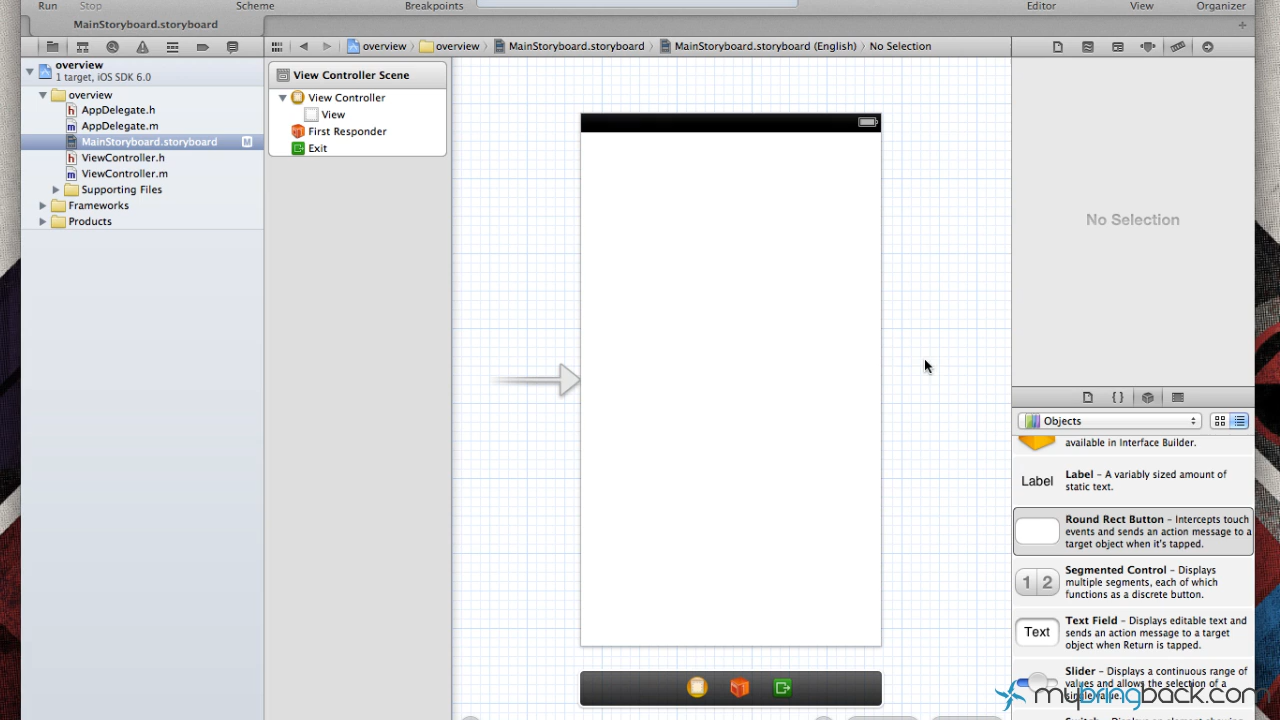 Run Stop Scheme Breakpoints Editor View Organizer
MainStoryboard.storyboard
overview overview MainStoryboard.storyboard MainStoryboard.storyboard (English) No Selection
overview
1 target, iOS SDK 6.0
overview
AppDelegate.h
AppDelegate.m
MainStoryboard.storyboard M
ViewController.h
ViewController.m
Supporting Files
Frameworks
Products
View Controller Scene
View Controller
View
First Responder
Exit
No Selection
Objects
available in Interface Builder.
Label
Label – A variably sized amount of
static text.
Round Rect Button – Intercepts touch
events and sends an action message to a
target object when it's tapped.
1 2
Segmented Control – Displays
multiple segments, each of which
functions as a discrete button.
Text
Text Field – Displays editable text and
sends an action message to a target
object when Return is tapped.
Slider – Displays a continuous range of
values and allows the selection of a
single value.
mypingback.com